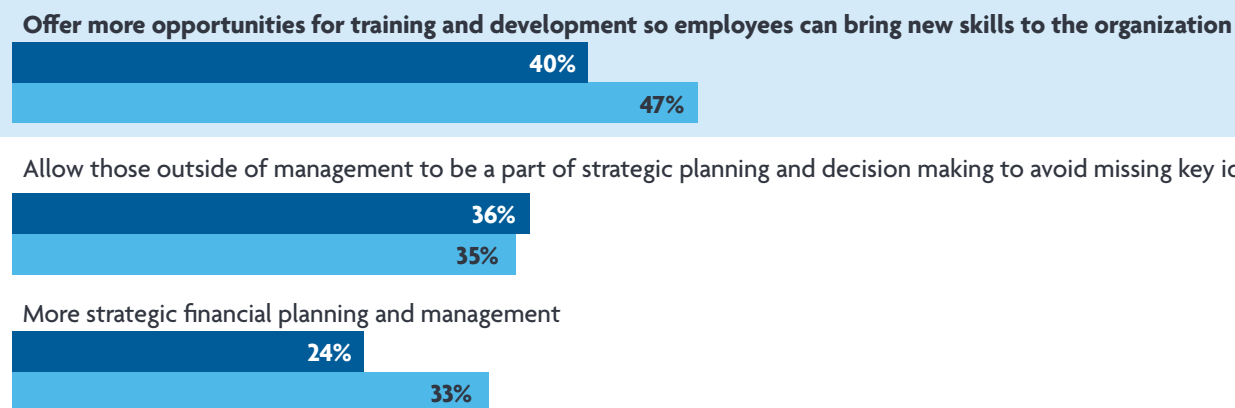 Offer more opportunities for training and development so employees can bring new skills to the organization
40%
47%
Allow those outside of management to be a part of strategic planning and decision making to avoid missing key
36%
35%
More strategic financial planning and management
24%
33%